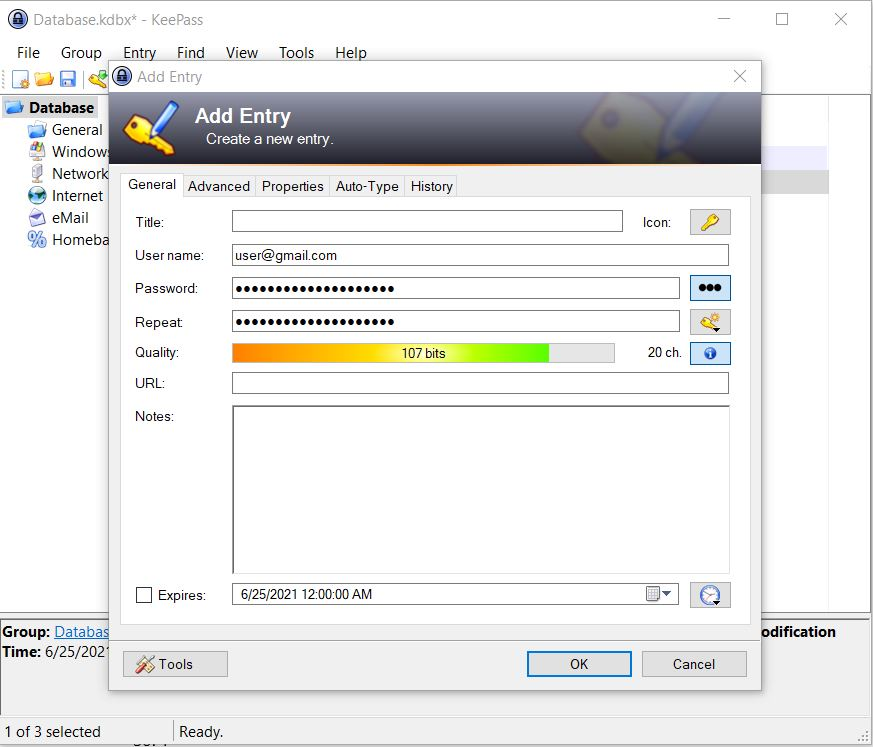 Database.kdbx* - KeePass
File Group Entry Find View Tools Help
Add Entry
Add Entry
Create a new entry.
Database
General
Windows
Network
Internet
eMail
Homeba
General Advanced Properties Auto-Type History
Title: Icon:
User name: user@gmail.com
Password: ●●●●●●●●●●●●●●●●●●●● ●●●
Repeat: ●●●●●●●●●●●●●●●●●●●●
Quality: 107 bits 20 ch.
URL:
Notes:
Expires: 6/25/2021 12:00:00 AM
Group: Databas odification
Time: 6/25/2021
Tools OK Cancel
1 of 3 selected Ready.